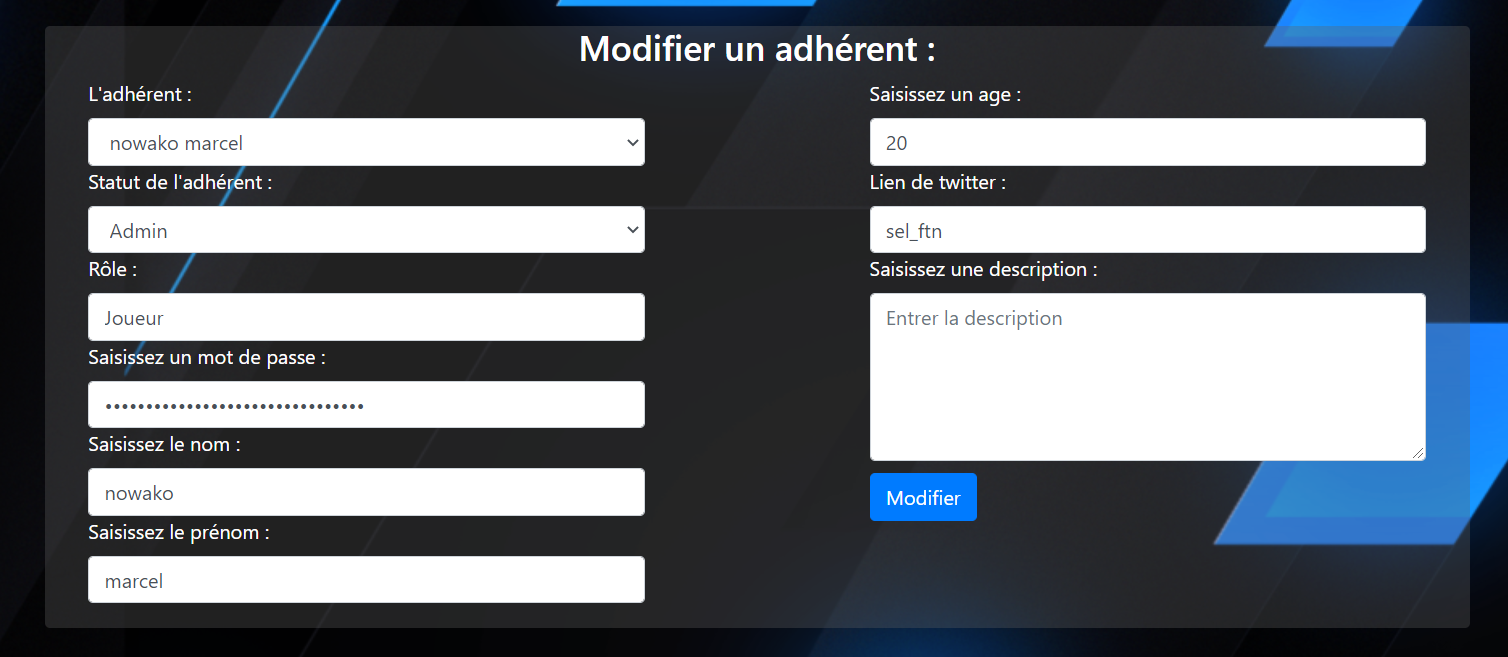 Modifier un adhérent :
L'adhérent :
nowako marcel
Statut de l'adhérent :
Admin
Rôle :
Joueur
Saisissez un mot de passe :
••••••••••••••••••••••••••••••••
Saisissez le nom :
nowako
Saisissez le prénom :
marcel
Saisissez un age :
20
Lien de twitter :
sel_ftn
Saisissez une description :
Entrer la description
Modifier